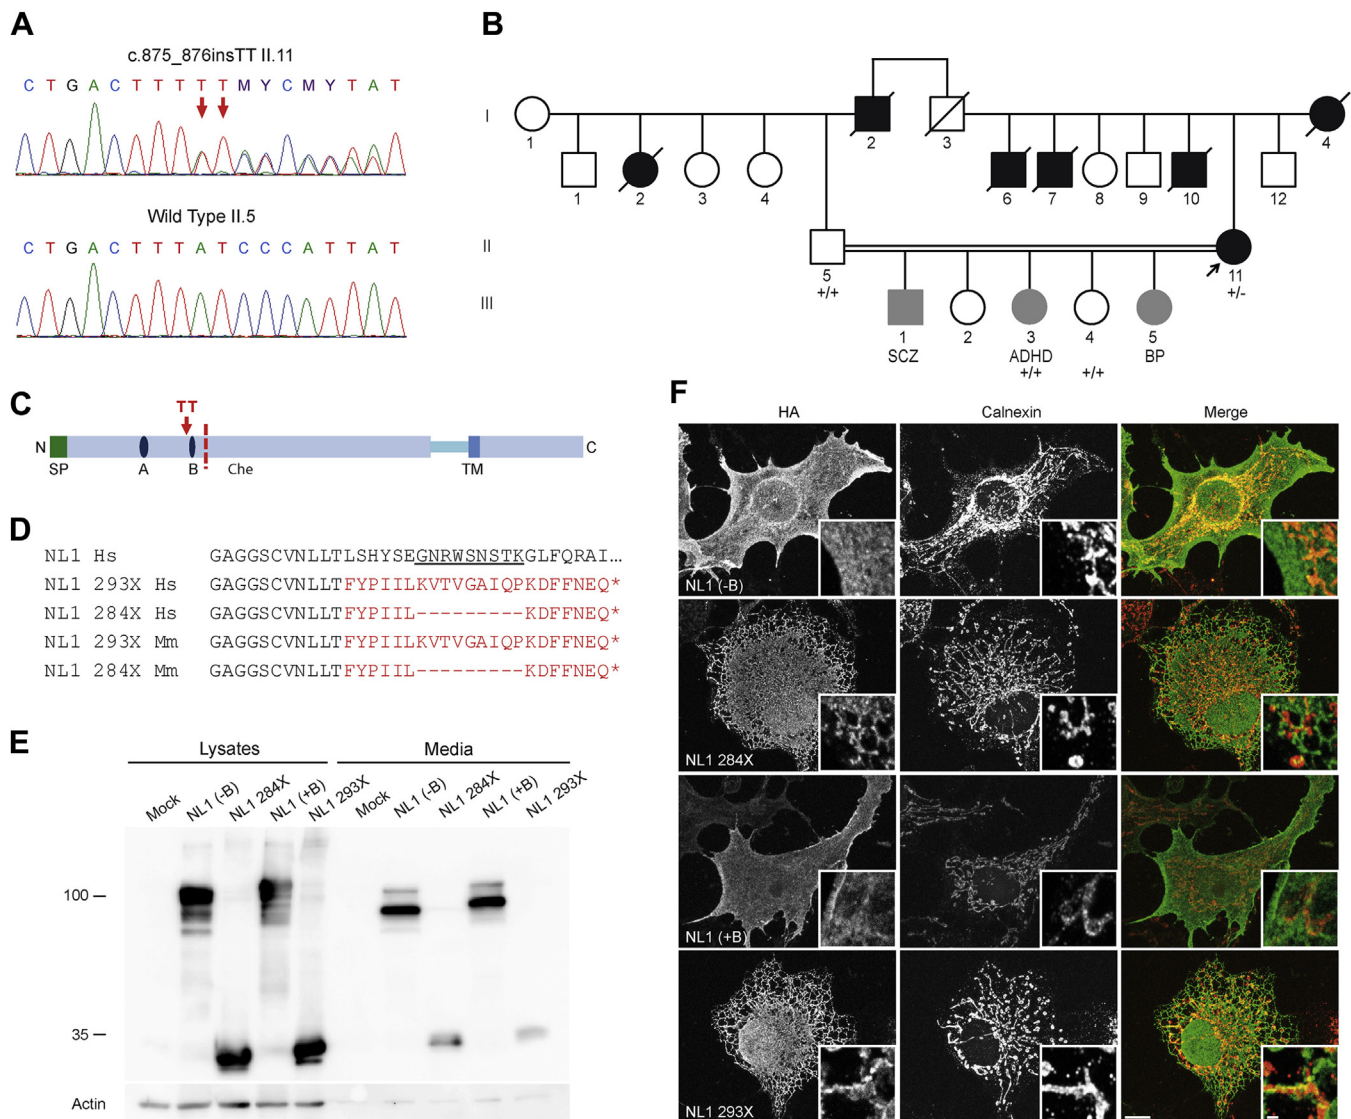 A
c.875_876insTT II.11
C T G A C T T T T T M Y C M Y T A T
Wild Type II.5
C T G A C T T T A T C C C A T T A T
B
I
II
III
1
2
3
4
1
2
3
4
6
7
8
9
10
12
5
+/+
11
+/-
1
SCZ
2
3
ADHD
+/+
4
+/+
5
BP
C
TT
N
C
SP
A
B
Che
TM
D
NL1 Hs GAGGSCVNLLTLSHYSEGNRWSNSTKGLFQRAI...
NL1 293X Hs GAGGSCVNLLTFYPIILKVTVGAIQPKDFFNEQ*
NL1 284X Hs GAGGSCVNLLTFYPIIL---------KDFFNEQ*
NL1 293X Mm GAGGSCVNLLTFYPIILKVTVGAIQPKDFFNEQ*
NL1 284X Mm GAGGSCVNLLTFYPIIL---------KDFFNEQ*
E
Lysates Media
Mock NL1 (-B) NL1 284X NL1 (+B) NL1 293X Mock NL1 (-B) NL1 284X NL1 (+B) NL1 293X
100
35
Actin
F
HA Calnexin Merge
NL1 (-B)
NL1 284X
NL1 (+B)
NL1 293X